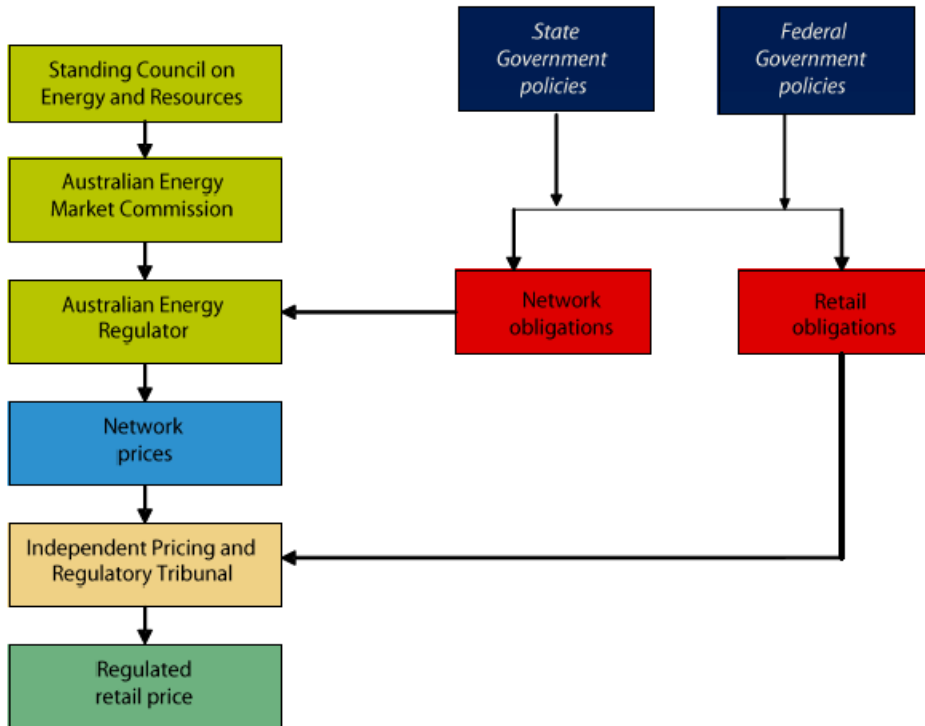 State
Government
policies
Federal
Government
policies
Standing Council on
Energy and Resources
Australian Energy
Market Commission
Australian Energy
Regulator
Network
obligations
Retail
obligations
Network
prices
Independent Pricing and
Regulatory Tribunal
Regulated
retail price